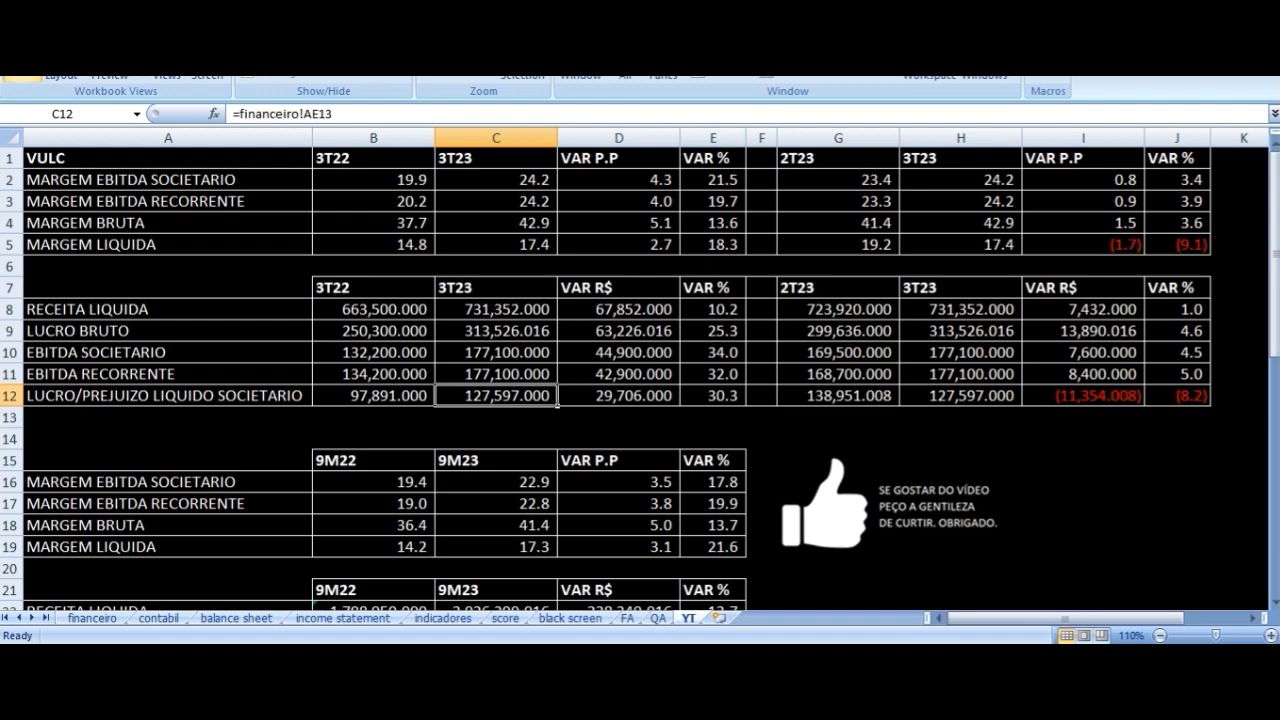 Workbook Views Show/Hide Zoom Window Macros
C12 fx =financeiro!AE13
A B C D E F G H I J K
1 VULC 3T22 3T23 VAR P.P VAR % 2T23 3T23 VAR P.P VAR %
2 MARGEM EBITDA SOCIETARIO 19.9 24.2 4.3 21.5 23.4 24.2 0.8 3.4
3 MARGEM EBITDA RECORRENTE 20.2 24.2 4.0 19.7 23.3 24.2 0.9 3.9
4 MARGEM BRUTA 37.7 42.9 5.1 13.6 41.4 42.9 1.5 3.6
5 MARGEM LIQUIDA 14.8 17.4 2.7 18.3 19.2 17.4 (1.7) (9.1)
6
7 3T22 3T23 VAR R$ VAR % 2T23 3T23 VAR R$ VAR %
8 RECEITA LIQUIDA 663,500.000 731,352.000 67,852.000 10.2 723,920.000 731,352.000 7,432.000 1.0
9 LUCRO BRUTO 250,300.000 313,526.016 63,226.016 25.3 299,636.000 313,526.016 13,890.016 4.6
10 EBITDA SOCIETARIO 132,200.000 177,100.000 44,900.000 34.0 169,500.000 177,100.000 7,600.000 4.5
11 EBITDA RECORRENTE 134,200.000 177,100.000 42,900.000 32.0 168,700.000 177,100.000 8,400.000 5.0
12 LUCRO/PREJUIZO LIQUIDO SOCIETARIO 97,891.000 127,597.000 29,706.000 30.3 138,951.008 127,597.000 (11,354.008) (8.2)
13
14
15 9M22 9M23 VAR P.P VAR %
16 MARGEM EBITDA SOCIETARIO 19.4 22.9 3.5 17.8
17 MARGEM EBITDA RECORRENTE 19.0 22.8 3.8 19.9
18 MARGEM BRUTA 36.4 41.4 5.0 13.7
19 MARGEM LIQUIDA 14.2 17.3 3.1 21.6
SE GOSTAR DO VÍDEO
PEÇO A GENTILEZA
DE CURTIR. OBRIGADO.
20
21 9M22 9M23 VAR R$ VAR %
financeiro contabil balance sheet income statement indicadores score black screen FA QA YT
Ready 110%